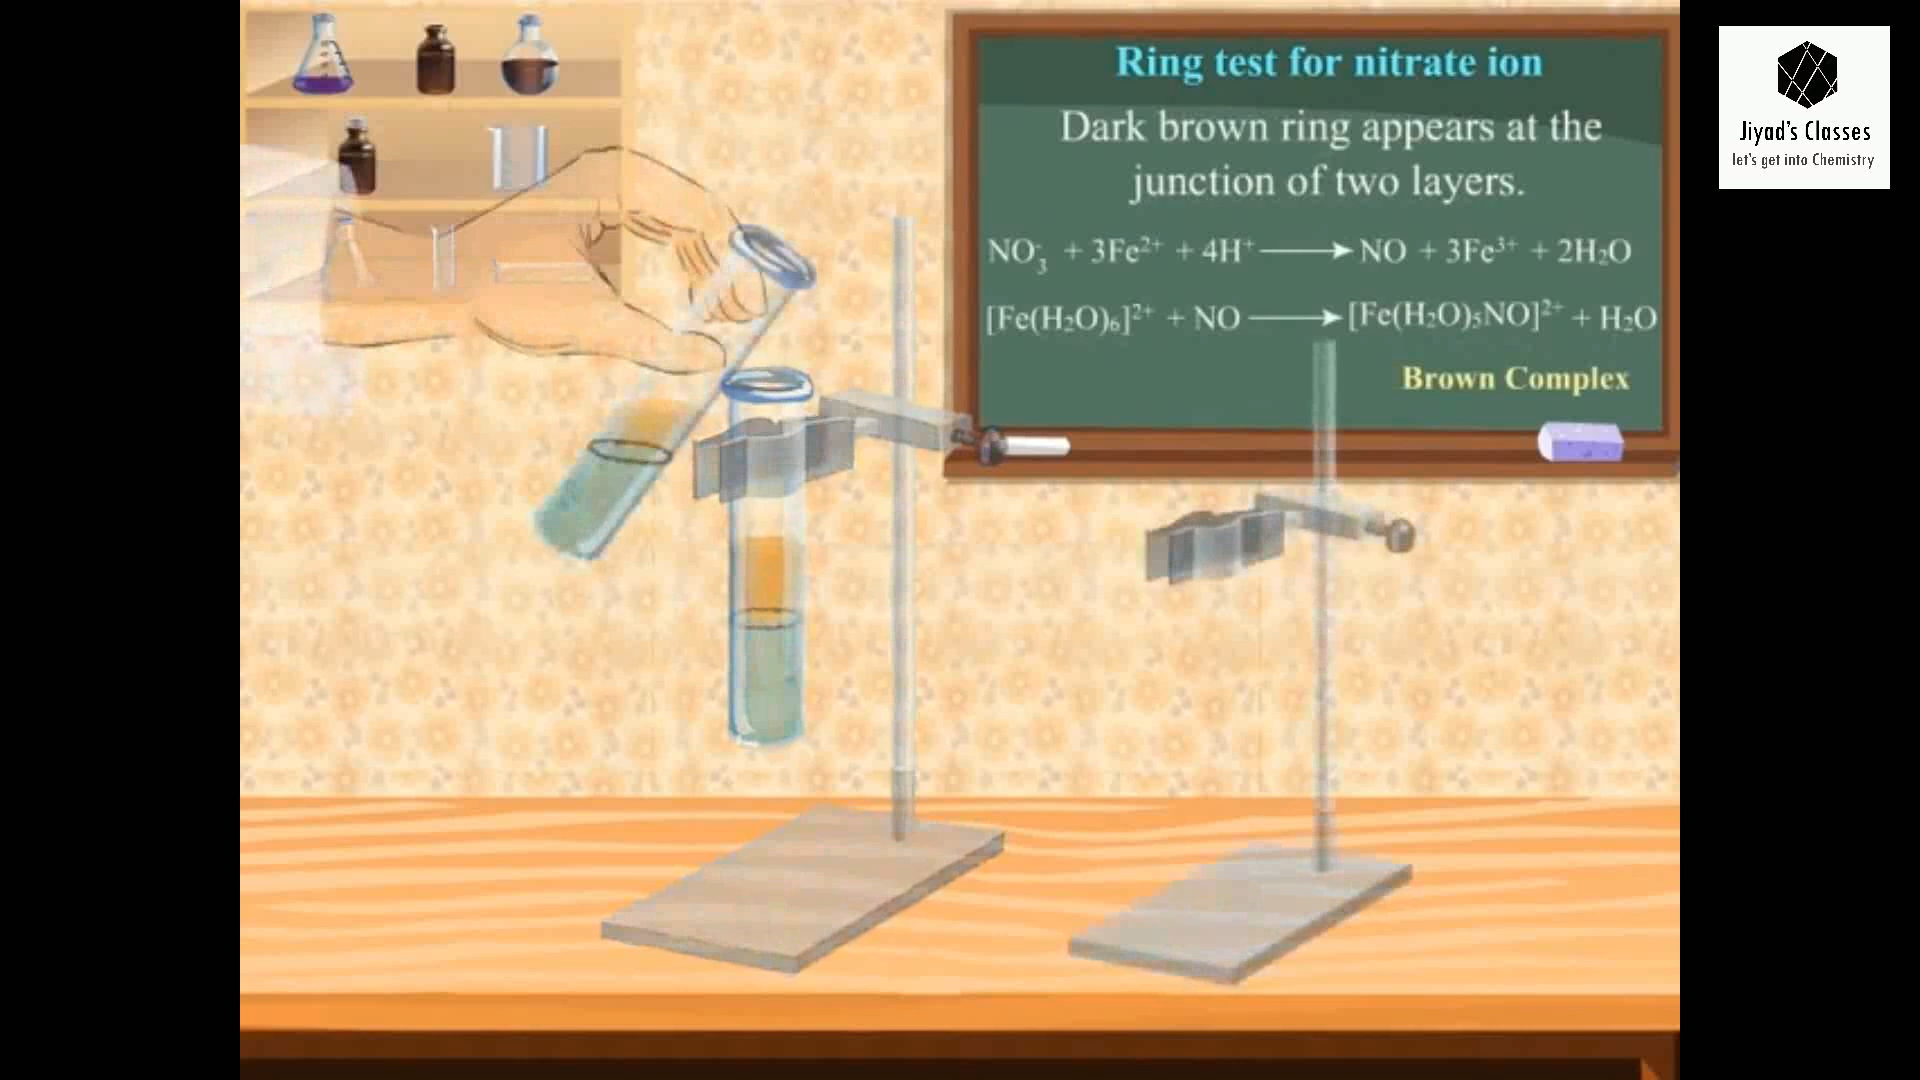 Ring test for nitrate ion
Dark brown ring appears at the
junction of two layers.
NO₃⁻ + 3Fe²⁺ + 4H⁺ ⟶ NO + 3Fe³⁺ + 2H₂O
[Fe(H₂O)₆]²⁺ + NO ⟶ [Fe(H₂O)₅NO]²⁺ + H₂O
Brown Complex
Jiyad's Classes
let's get into Chemistry